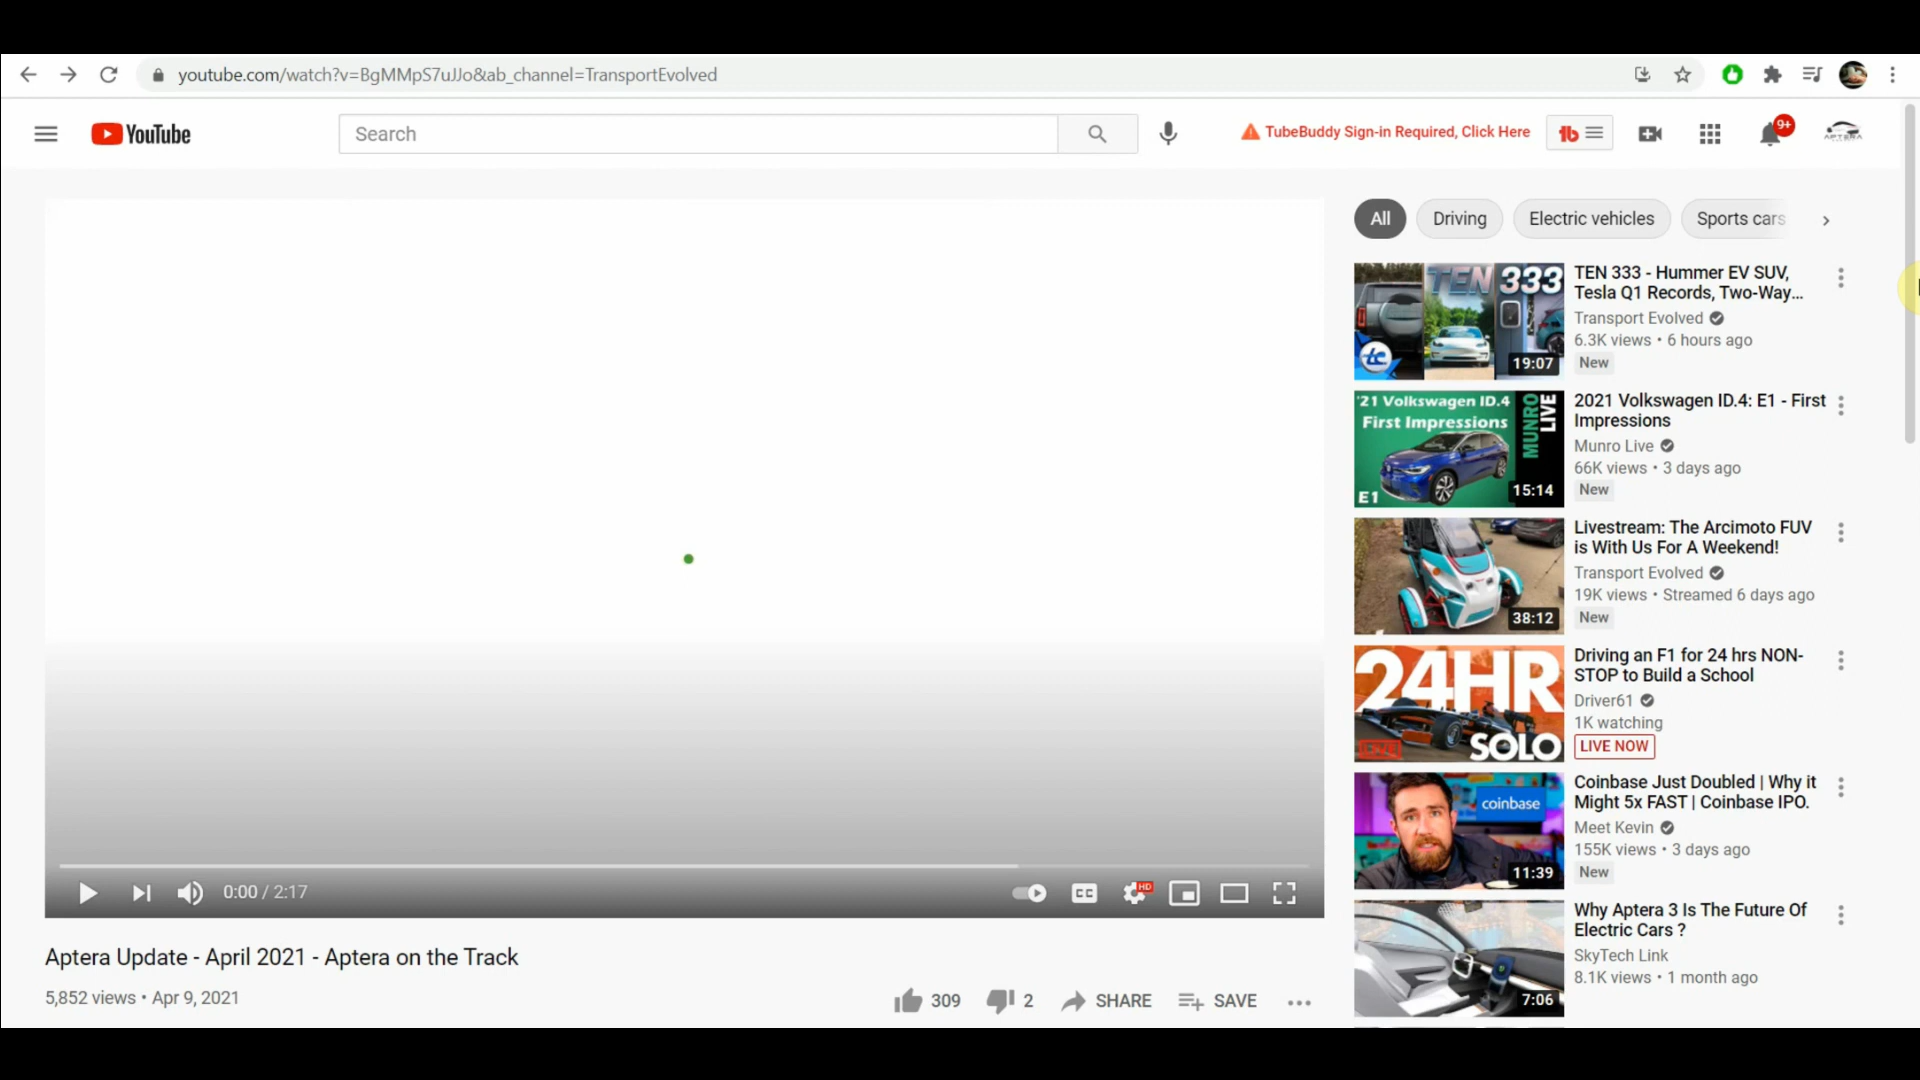 youtube.com/watch?v=BgMMpS7uJJo&ab_channel=TransportEvolved
YouTube
Search
TubeBuddy Sign-in Required, Click Here
9+
APTERA
All
Driving
Electric vehicles
Sports cars
TEN 333
19:07
TEN 333 - Hummer EV SUV,
Tesla Q1 Records, Two-Way...
Transport Evolved
6.3K views • 6 hours ago
New
'21 Volkswagen ID.4
First Impressions
MUNRO
LIVE
E1
15:14
2021 Volkswagen ID.4: E1 - First
Impressions
Munro Live
66K views • 3 days ago
New
38:12
Livestream: The Arcimoto FUV
is With Us For A Weekend!
Transport Evolved
19K views • Streamed 6 days ago
New
24HR
LIVE
SOLO
Driving an F1 for 24 hrs NON-
STOP to Build a School
Driver61
1K watching
LIVE NOW
coinbase
11:39
Coinbase Just Doubled | Why it
Might 5x FAST | Coinbase IPO.
Meet Kevin
155K views • 3 days ago
New
7:06
Why Aptera 3 Is The Future Of
Electric Cars ?
SkyTech Link
8.1K views • 1 month ago
0:00 / 2:17
CC
HD
Aptera Update - April 2021 - Aptera on the Track
5,852 views • Apr 9, 2021
309
2
SHARE
SAVE